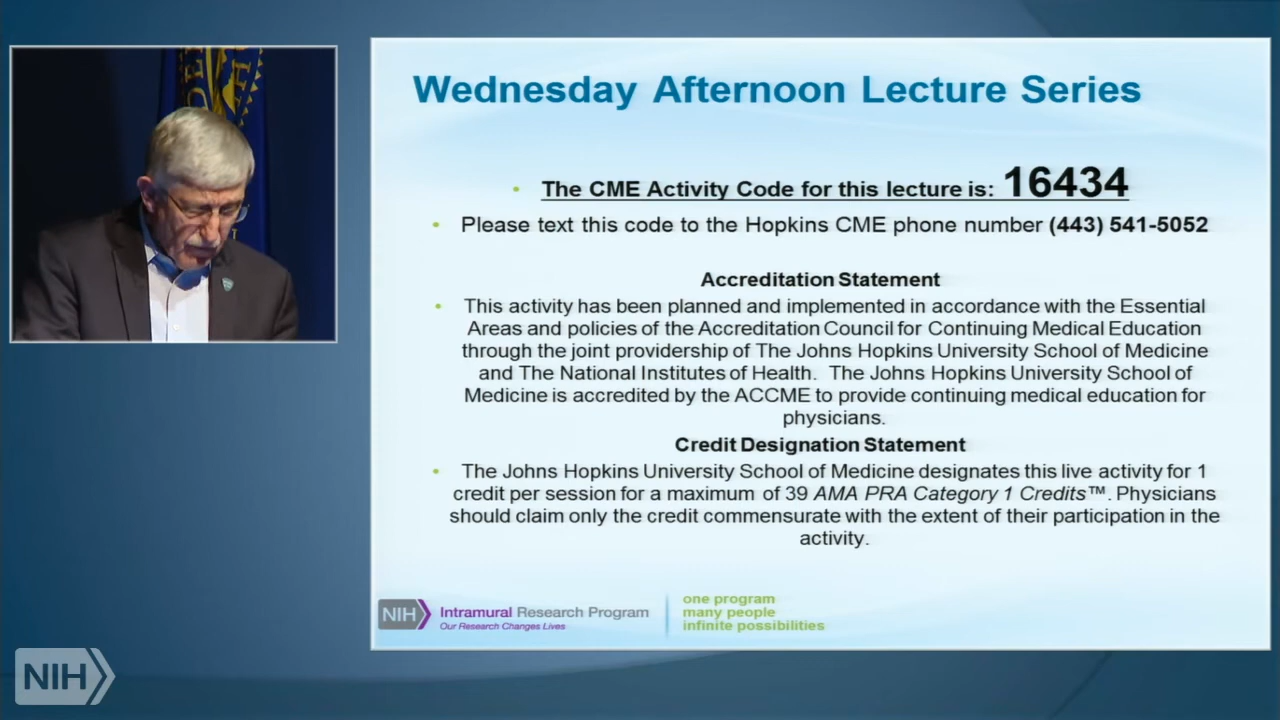 Wednesday Afternoon Lecture Series
• The CME Activity Code for this lecture is: 16434
• Please text this code to the Hopkins CME phone number (443) 541-5052
Accreditation Statement
• This activity has been planned and implemented in accordance with the Essential
Areas and policies of the Accreditation Council for Continuing Medical Education
through the joint providership of The Johns Hopkins University School of Medicine
and The National Institutes of Health. The Johns Hopkins University School of
Medicine is accredited by the ACCME to provide continuing medical education for
physicians.
Credit Designation Statement
• The Johns Hopkins University School of Medicine designates this live activity for 1
credit per session for a maximum of 39 AMA PRA Category 1 Credits™. Physicians
should claim only the credit commensurate with the extent of their participation in the
activity.
NIH
Intramural Research Program
Our Research Changes Lives
one program
many people
infinite possibilities
NIH